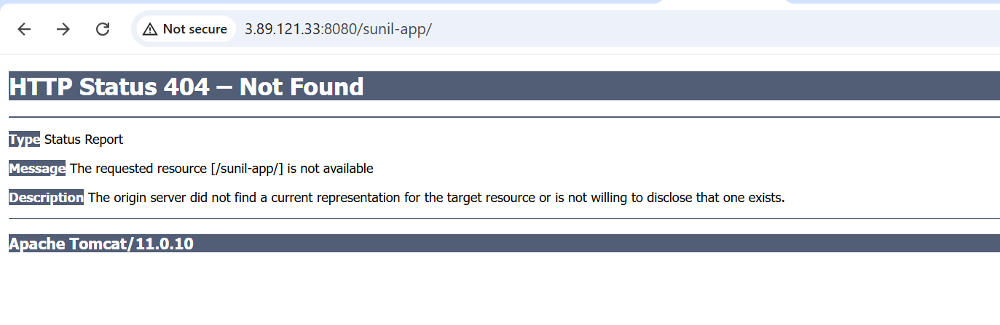 Not secure 3.89.121.33:8080/sunil-app/
HTTP Status 404 – Not Found
Type Status Report
Message The requested resource [/sunil-app/] is not available
Description The origin server did not find a current representation for the target resource or is not willing to disclose that one exists.
Apache Tomcat/11.0.10